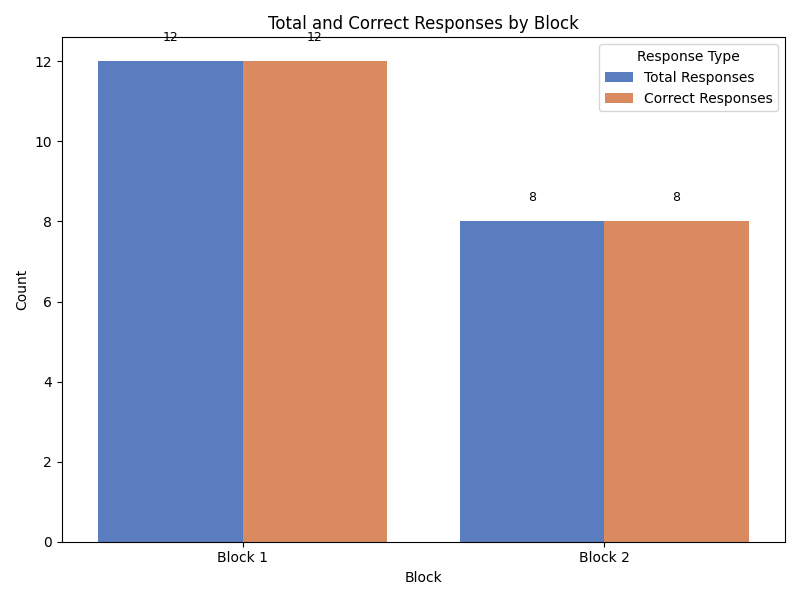 Total and Correct Responses by Block
12 12
Response Type
Total Responses
Correct Responses
8 8
12
10
8
6
4
2
0
Count
Block 1 Block 2
Block